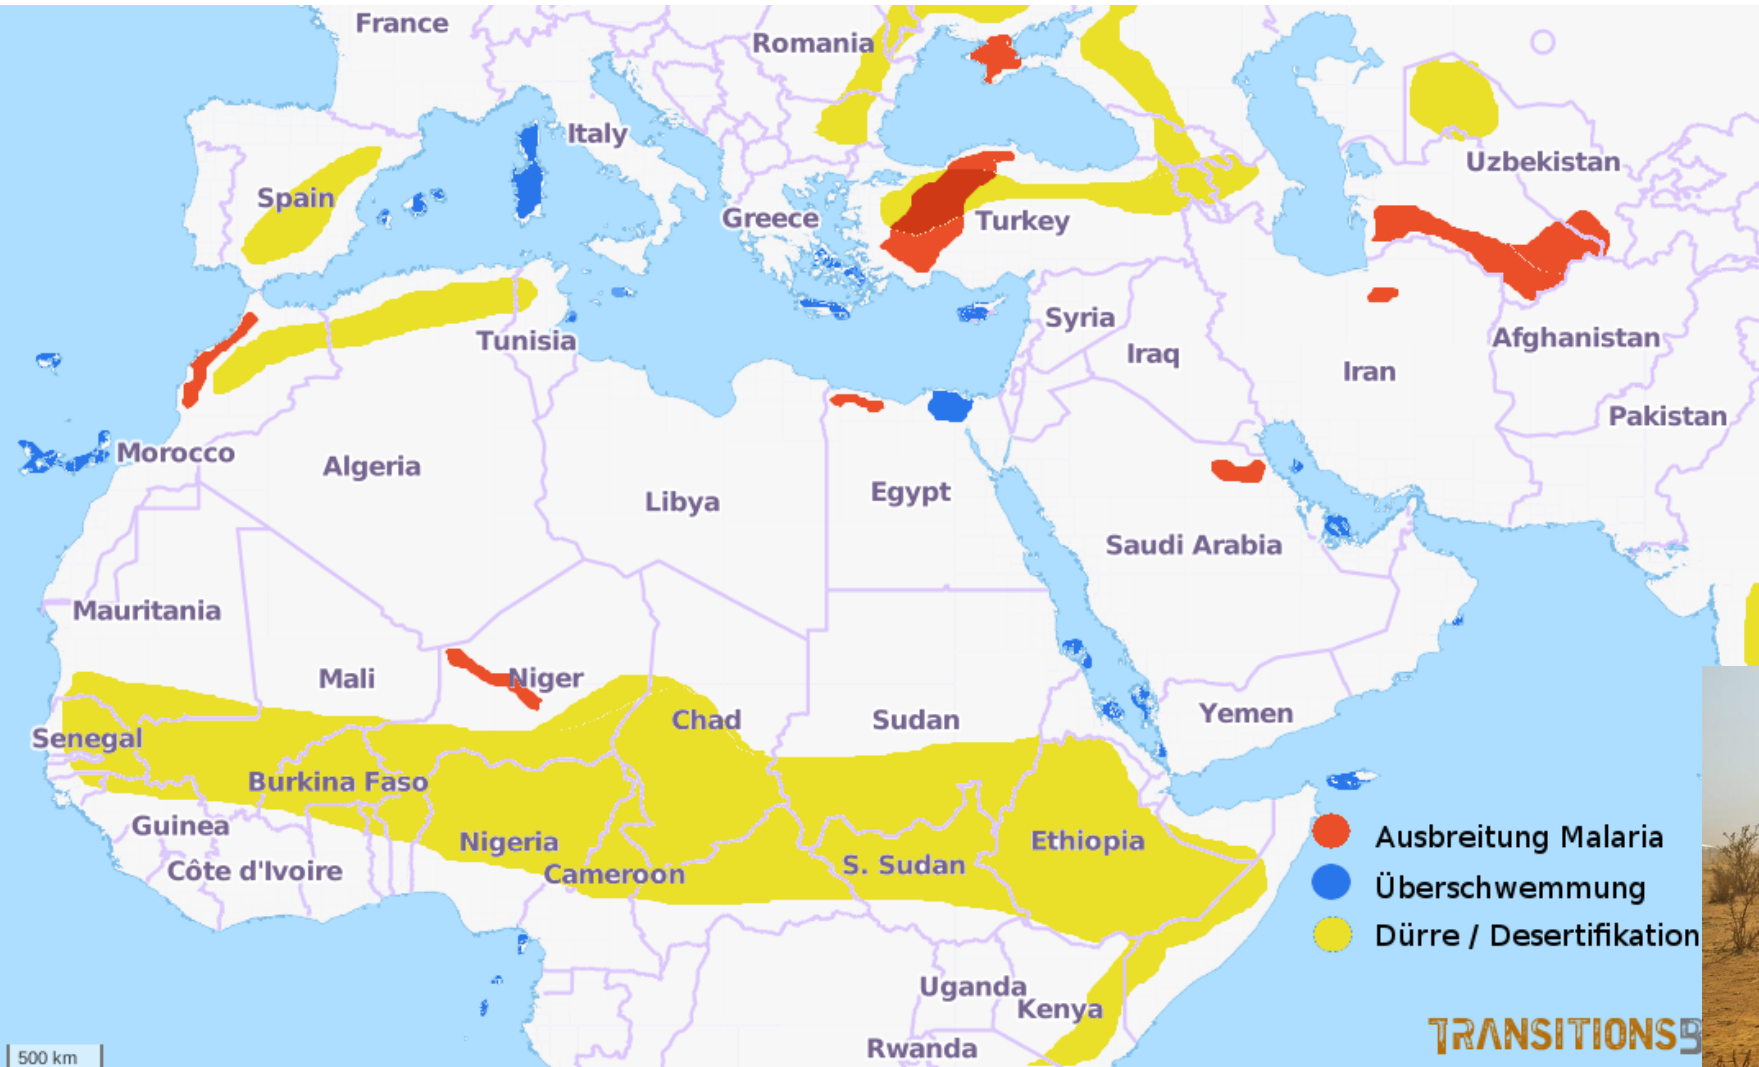 France
Romania
Italy
Uzbekistan
Spain
Greece
Turkey
Syria
Tunisia
Iraq
Afghanistan
Iran
Pakistan
Morocco
Algeria
Libya
Egypt
Saudi Arabia
Mauritania
Mali
Niger
Chad
Sudan
Yemen
Senegal
Burkina Faso
Guinea
Nigeria
Ethiopia
Côte d'Ivoire
Cameroon
S. Sudan
Uganda
Kenya
Rwanda
Ausbreitung Malaria
Überschwemmung
Dürre / Desertifikation
TRANSITIONSB
500 km